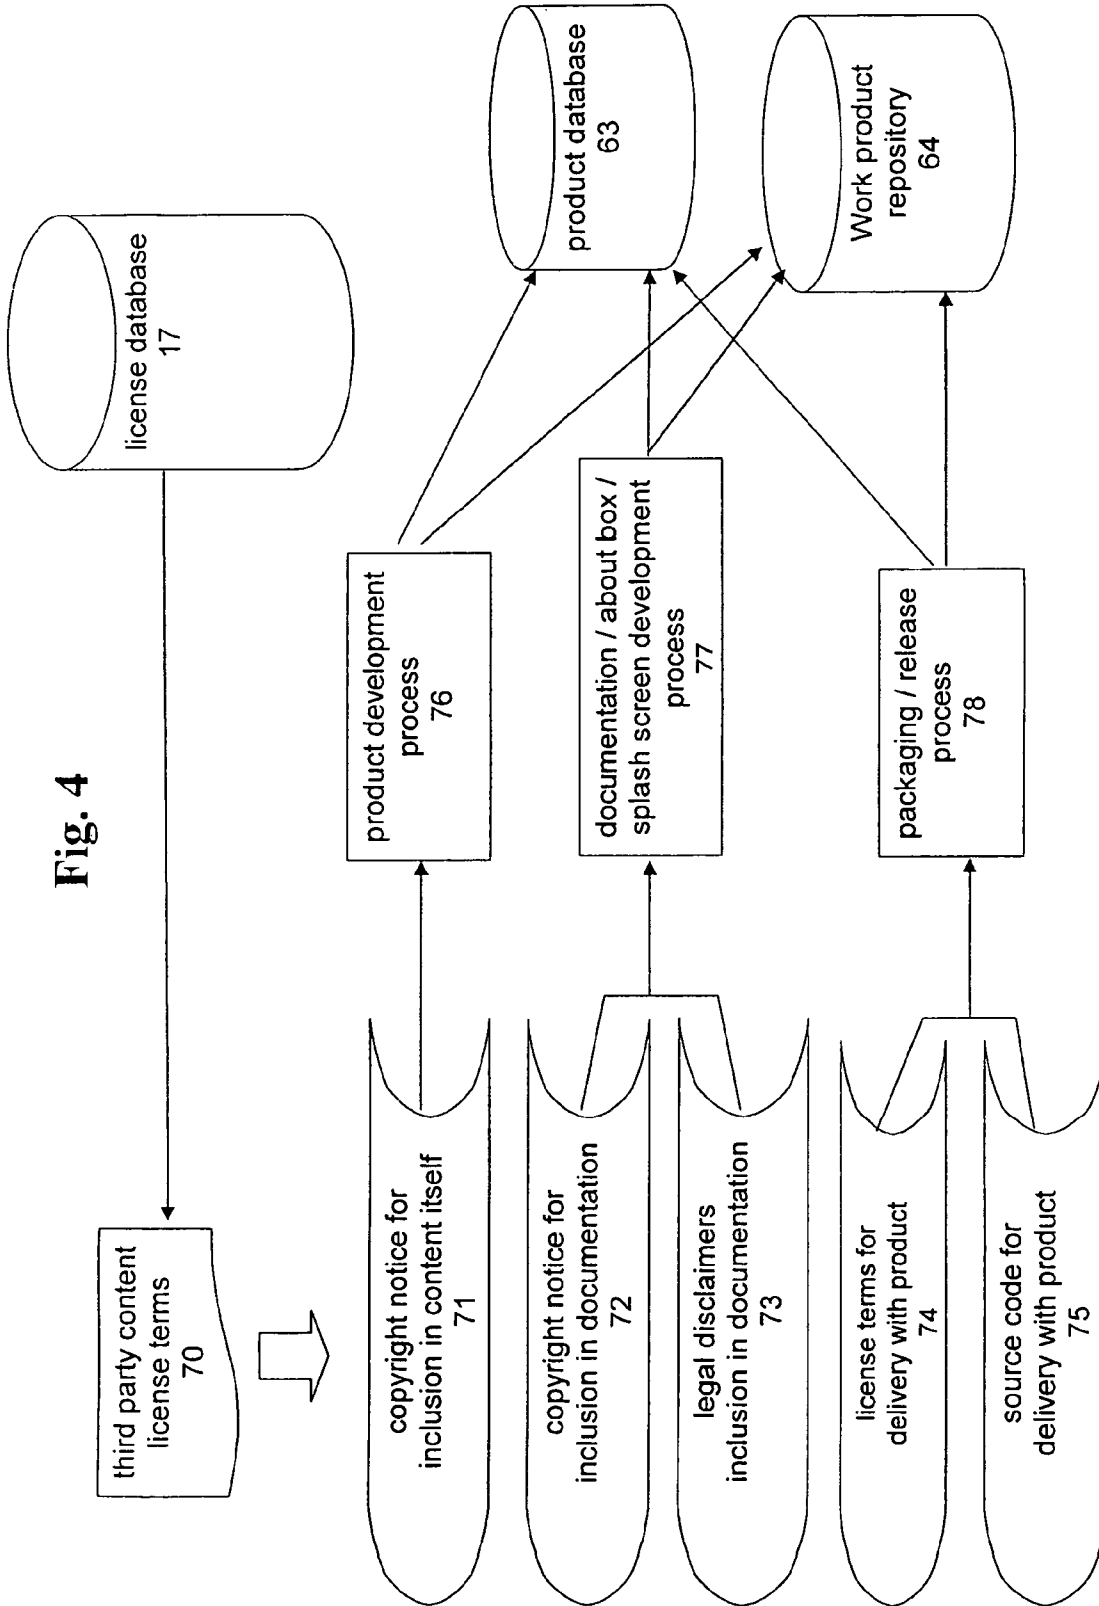 Fig. 4
third party content
license terms
70
license database
17
copyright notice for
inclusion in content itself
71
product development
process
76
product database
63
copyright notice for
inclusion in documentation
72
legal disclaimers
inclusion in documentation
73
documentation / about box /
splash screen development
process
77
Work product
repository
64
license terms for
delivery with product
74
source code for
delivery with product
75
packaging / release
process
78